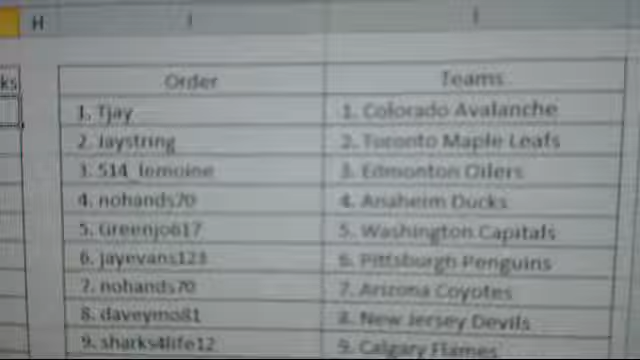 H
ks
Order Teams
1. Tjay 1. Colorado Avalanche
2. Jaystring 2. Toronto Maple Leafs
3. 514_lemoine 3. Edmonton Oilers
4. nohands70 4. Anaheim Ducks
5. Greenjo617 5. Washington Capitals
6. jayevans123 6. Pittsburgh Penguins
7. nohands70 7. Arizona Coyotes
8. daveymo81 8. New Jersey Devils
9. sharks4life12 9. Calgary Flames